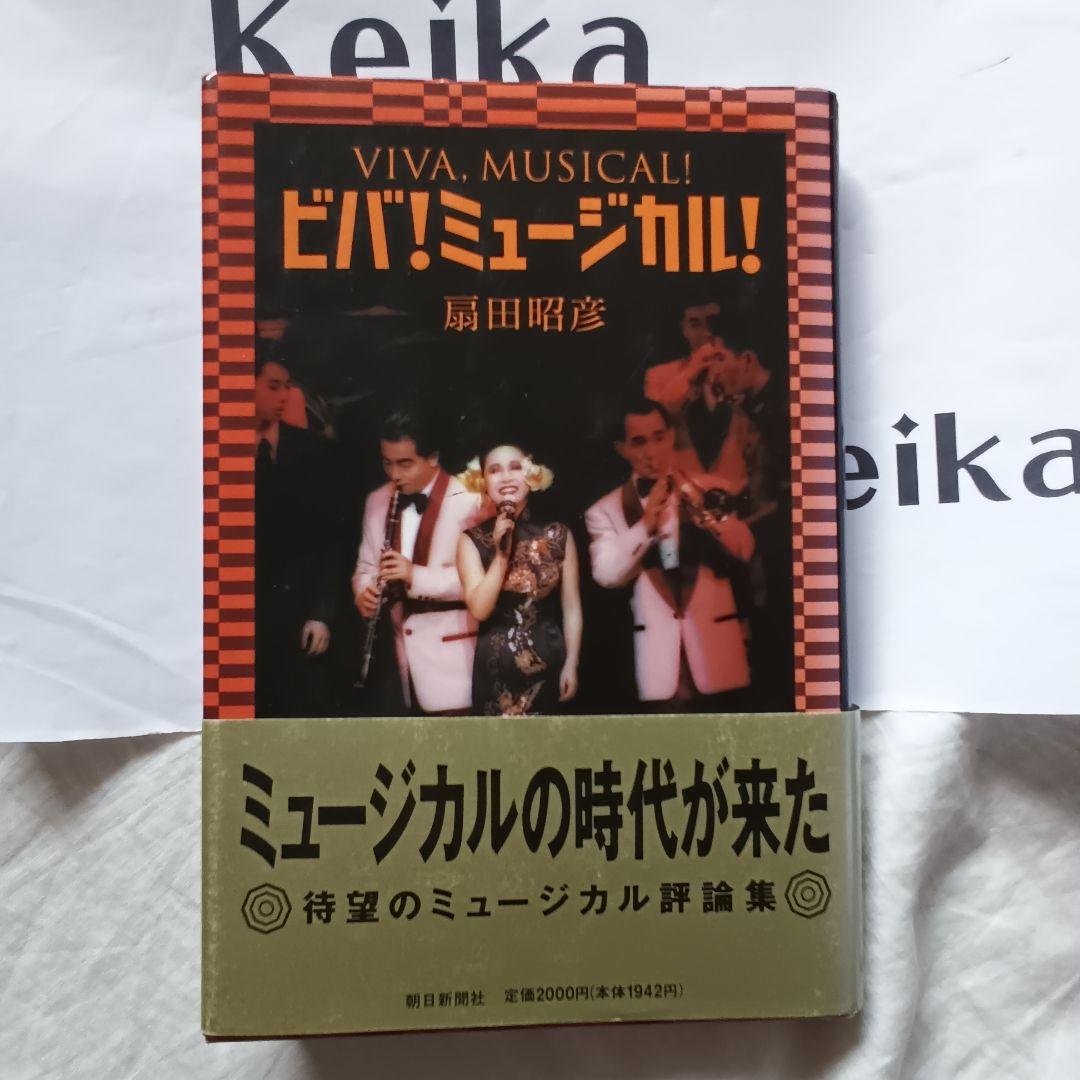 Keika
VIVA, MUSICAL!
ビバ!ミュージカル!
扇田昭彦
eika
ミュージカルの時代が来た
待望のミュージカル評論集
朝日新聞社 定価2000円(本体1942円)